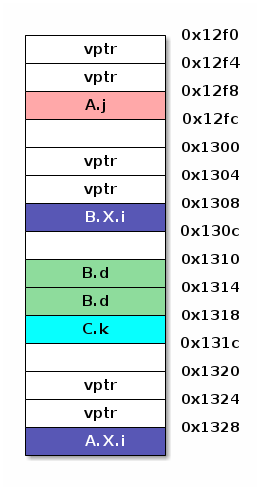 0x12f0
vptr
0x12f4
vptr
0x12f8
A.j
0x12fc
0x1300
vptr
0x1304
vptr
0x1308
B.X.i
0x130c
0x1310
B.d
0x1314
B.d
0x1318
C.k
0x131c
0x1320
vptr
0x1324
vptr
0x1328
A.X.i